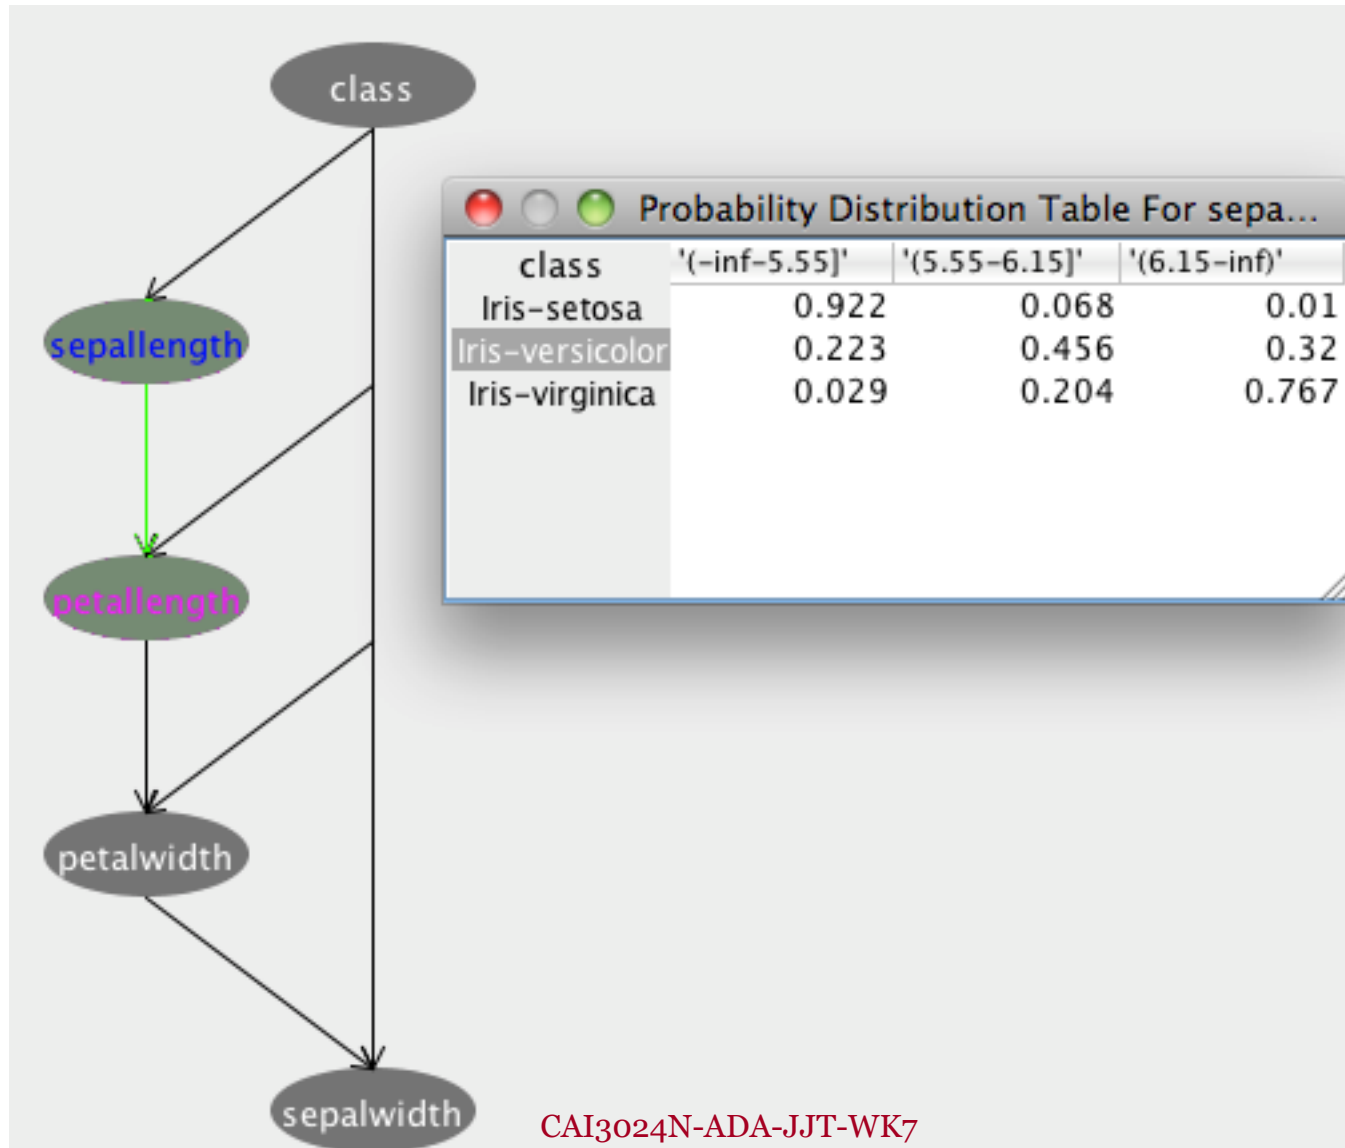 class
Probability Distribution Table For sepa...
class '(-inf-5.55]' '(5.55-6.15]' '(6.15-inf)'
Iris-setosa 0.922 0.068 0.01
Iris-versicolor 0.223 0.456 0.32
Iris-virginica 0.029 0.204 0.767
sepallength
petallength
petalwidth
sepalwidth
CAI3024N-ADA-JJT-WK7